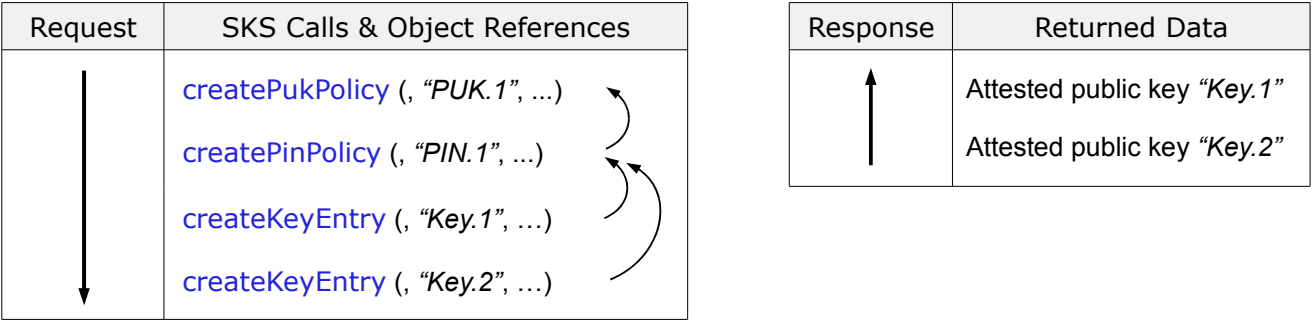 Request
SKS Calls & Object References
createPukPolicy (, “PUK.1”, ...)
createPinPolicy (, “PIN.1”, ...)
createKeyEntry (, “Key.1”, …)
createKeyEntry (, “Key.2”, …)
Response
Returned Data
Attested public key “Key.1”
Attested public key “Key.2”